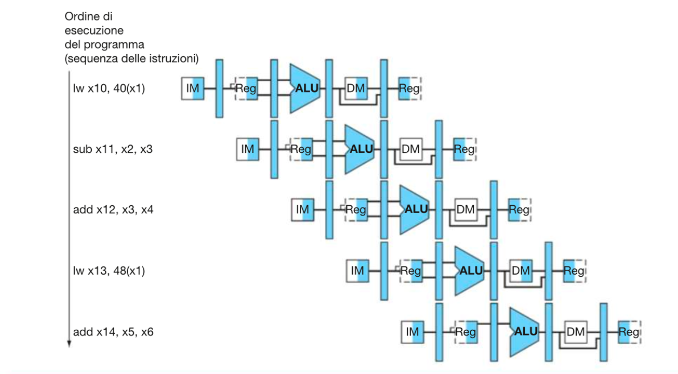 Ordine di
esecuzione
del programma
(sequenza delle istruzioni)
lw x10, 40(x1)
IM Reg ALU DM Reg
sub x11, x2, x3
IM Reg ALU DM Reg
add x12, x3, x4
IM Reg ALU DM Reg
lw x13, 48(x1)
IM Reg ALU DM Reg
add x14, x5, x6
IM Reg ALU DM Reg